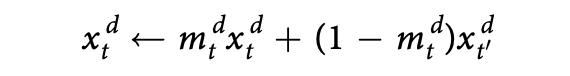 x_t^d ← m_t^d x_t^d + (1 − m_t^d) x_{t'}^d